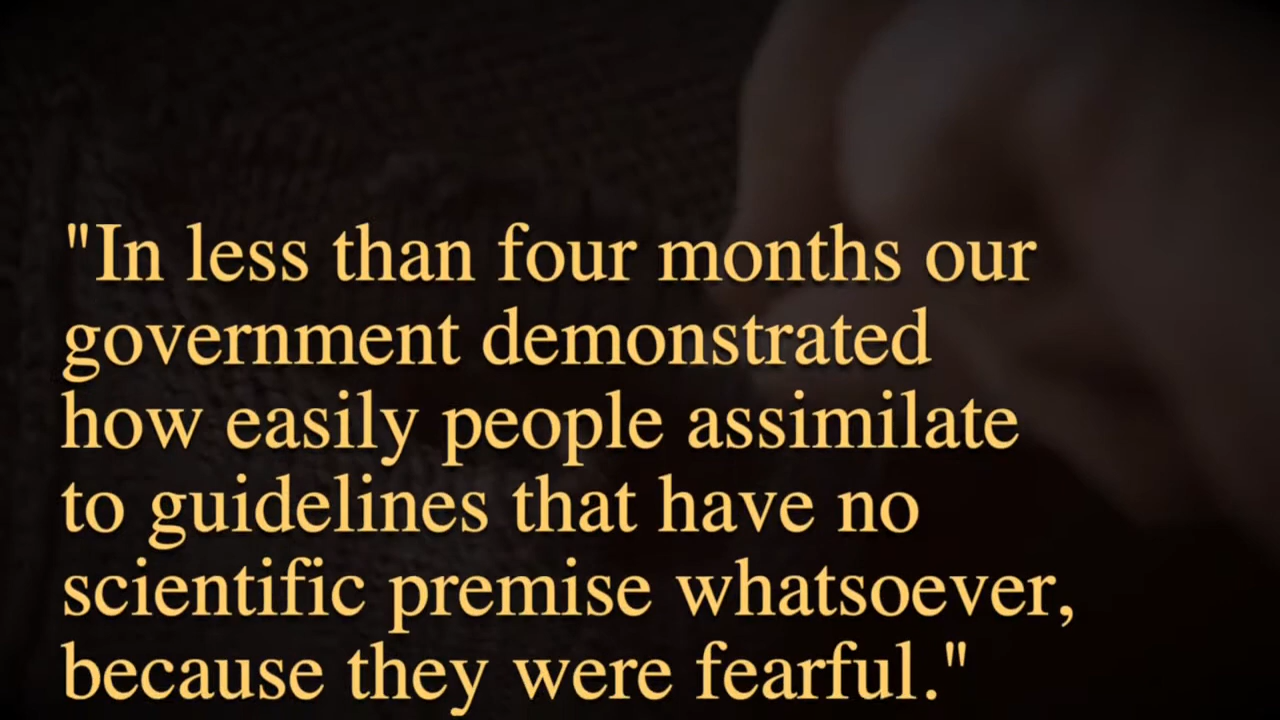 "In less than four months our
government demonstrated
how easily people assimilate
to guidelines that have no
scientific premise whatsoever,
because they were fearful."